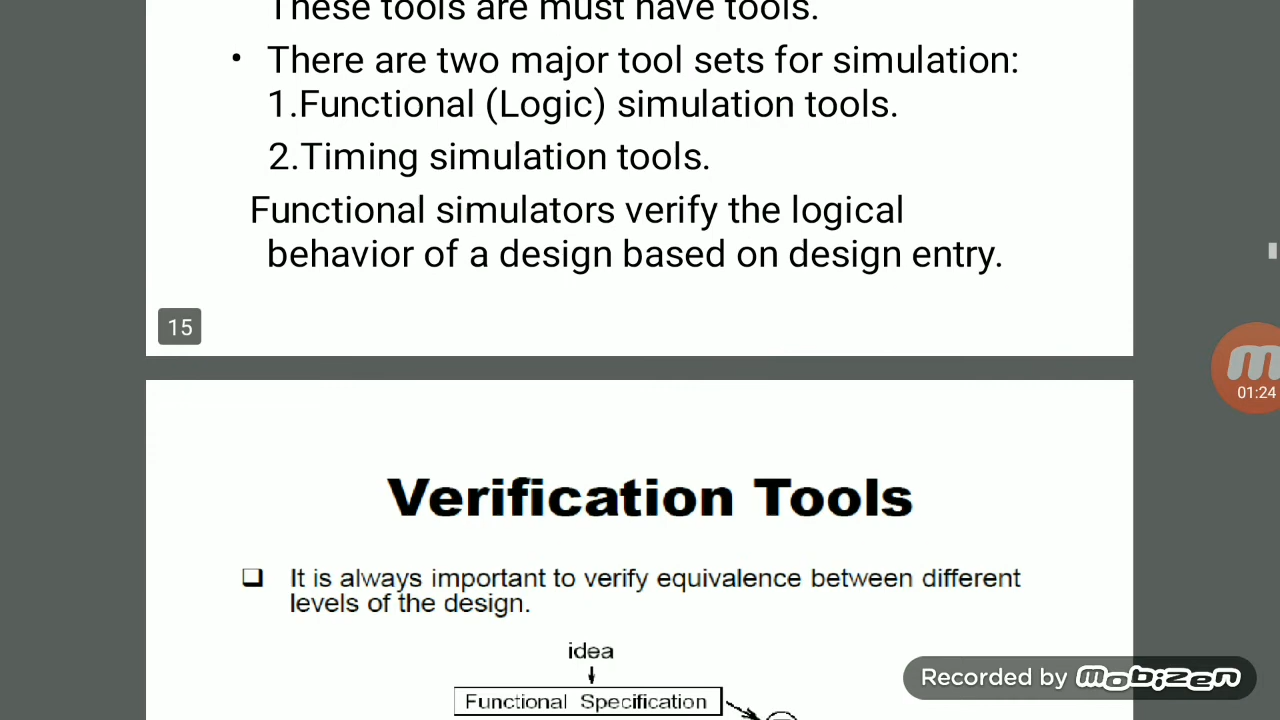 These tools are must have tools.
• There are two major tool sets for simulation:
1.Functional (Logic) simulation tools.
2.Timing simulation tools.
Functional simulators verify the logical
behavior of a design based on design entry.
15
01:24
Verification Tools
❑ It is always important to verify equivalence between different
levels of the design.
idea
Functional Specification
Recorded by mobizen